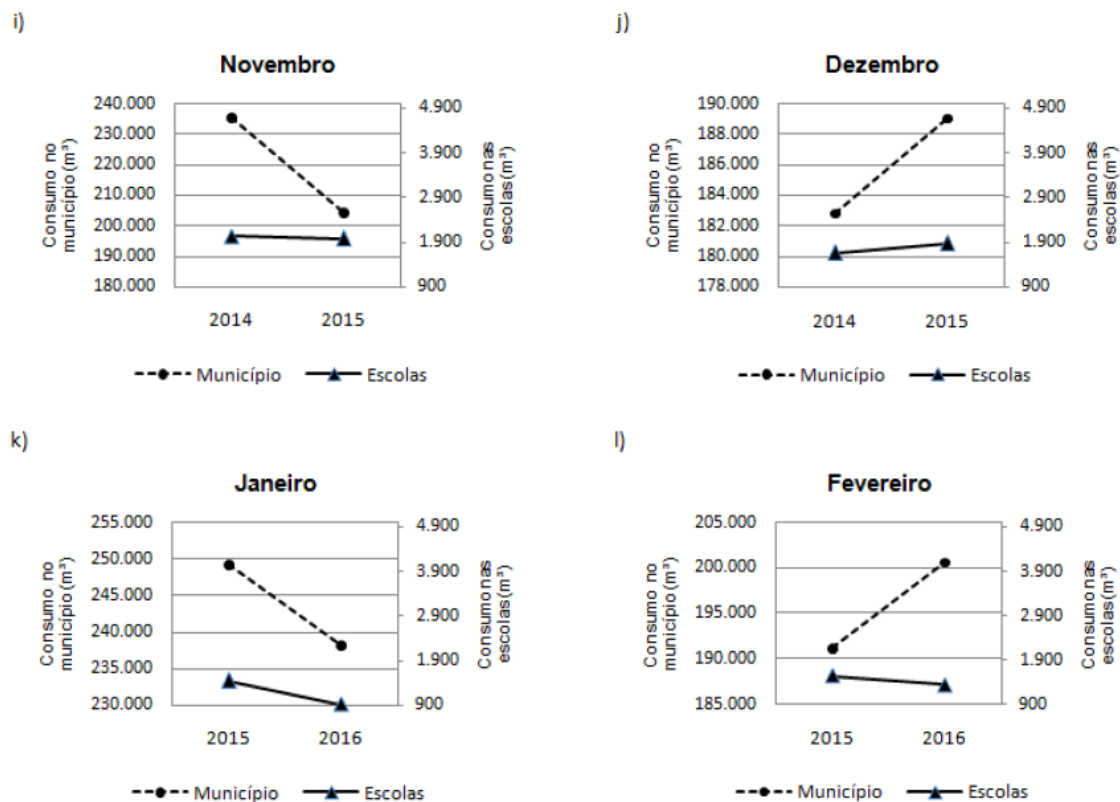 i)
Novembro
Consumo no município (m³)
240.000
230.000
220.000
210.000
200.000
190.000
180.000
4.900
3.900
2.900
1.900
900
Consumo nas escolas (m³)
2014 2015
Município Escolas
j)
Dezembro
Consumo no município (m³)
190.000
188.000
186.000
184.000
182.000
180.000
178.000
4.900
3.900
2.900
1.900
900
Consumo nas escolas (m³)
2014 2015
Município Escolas
k)
Janeiro
Consumo no município (m³)
255.000
250.000
245.000
240.000
235.000
230.000
4.900
3.900
2.900
1.900
900
Consumo nas escolas (m³)
2015 2016
Município Escolas
l)
Fevereiro
Consumo no município (m³)
205.000
200.000
195.000
190.000
185.000
4.900
3.900
2.900
1.900
900
Consumo nas escolas (m³)
2015 2016
Município Escolas